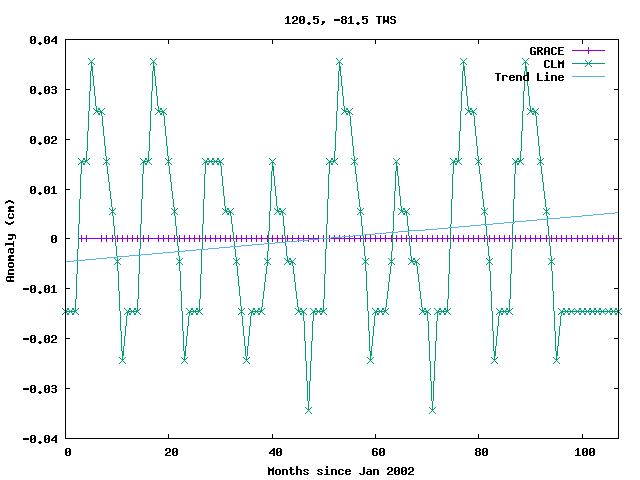 120.5, -81.5 TWS
GRACE
CLM
Trend Line
0.04
0.03
0.02
0.01
0
-0.01
-0.02
-0.03
-0.04
Anomaly (cm)
0 20 40 60 80 100
Months since Jan 2002